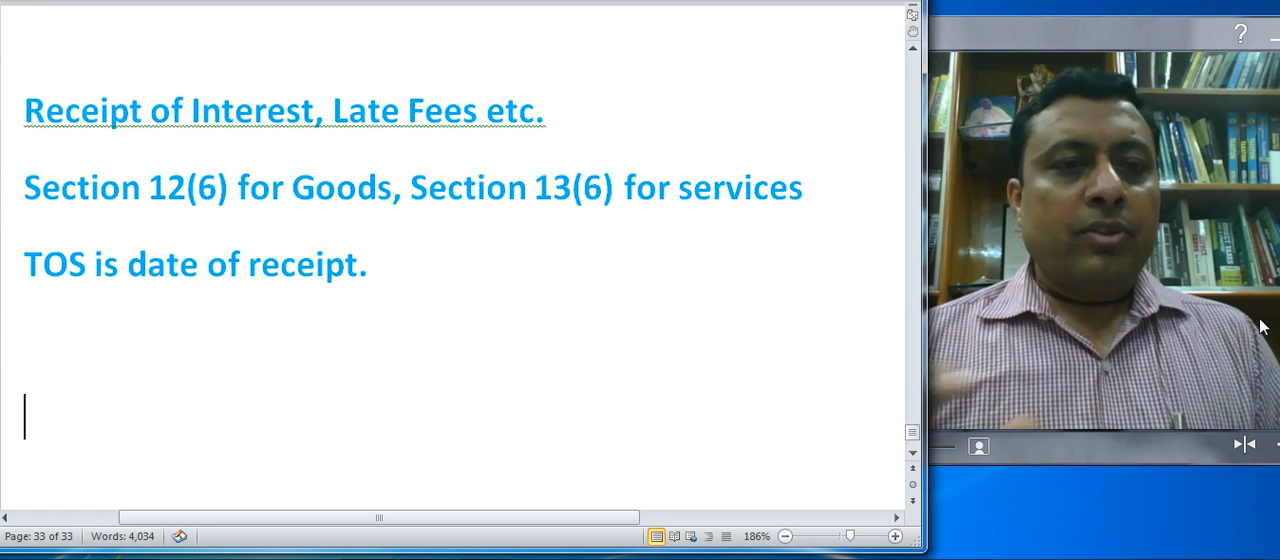 Receipt of Interest, Late Fees etc.
Section 12(6) for Goods, Section 13(6) for services
TOS is date of receipt.
Page: 33 of 33
Words: 4,034
186%
?